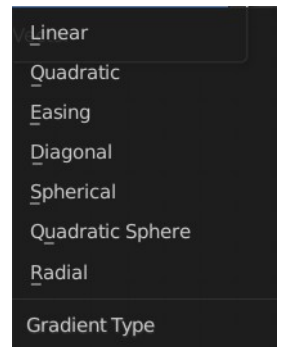 Linear
Quadratic
Easing
Diagonal
Spherical
Quadratic Sphere
Radial
Gradient Type